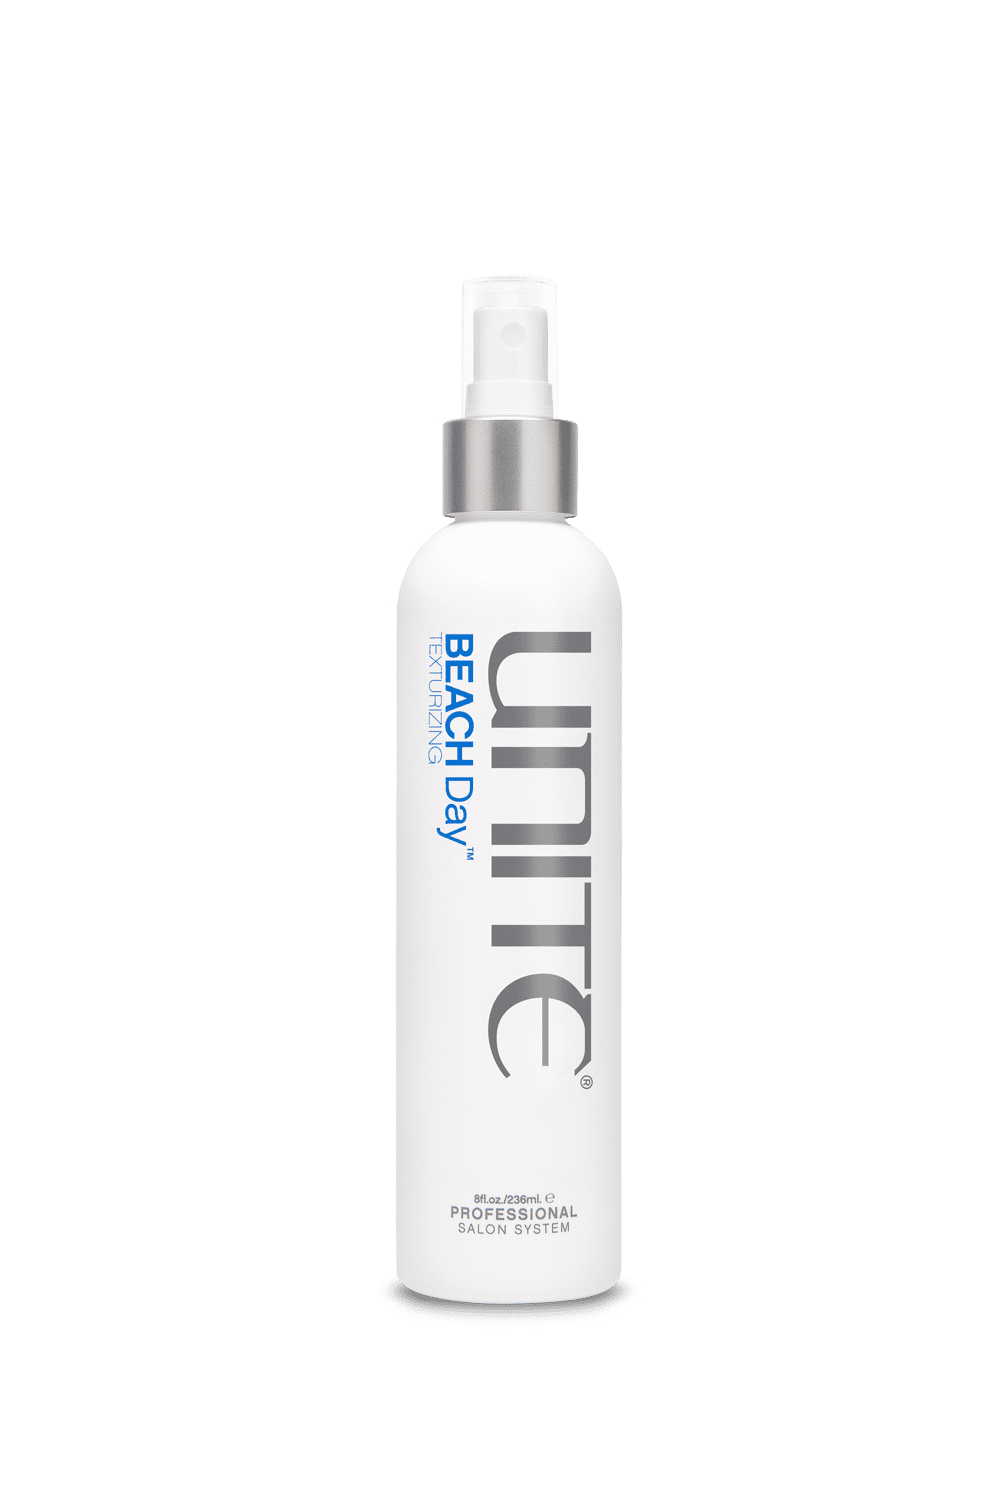 UNITE®
BEACH Day™
TEXTURIZING
8fl.oz./236ml. ℮
PROFESSIONAL
SALON SYSTEM